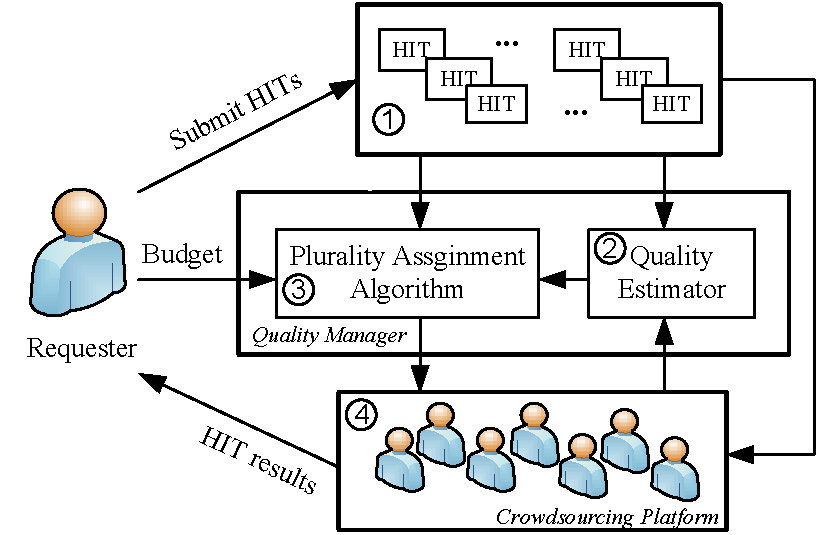 HIT
...
HIT
HIT
HIT
HIT
...
HIT
①
Submit HITs
Budget
Requester
Plurality Assginment
Algorithm
③
② Quality
Estimator
Quality Manager
④
HIT results
Crowdsourcing Platform